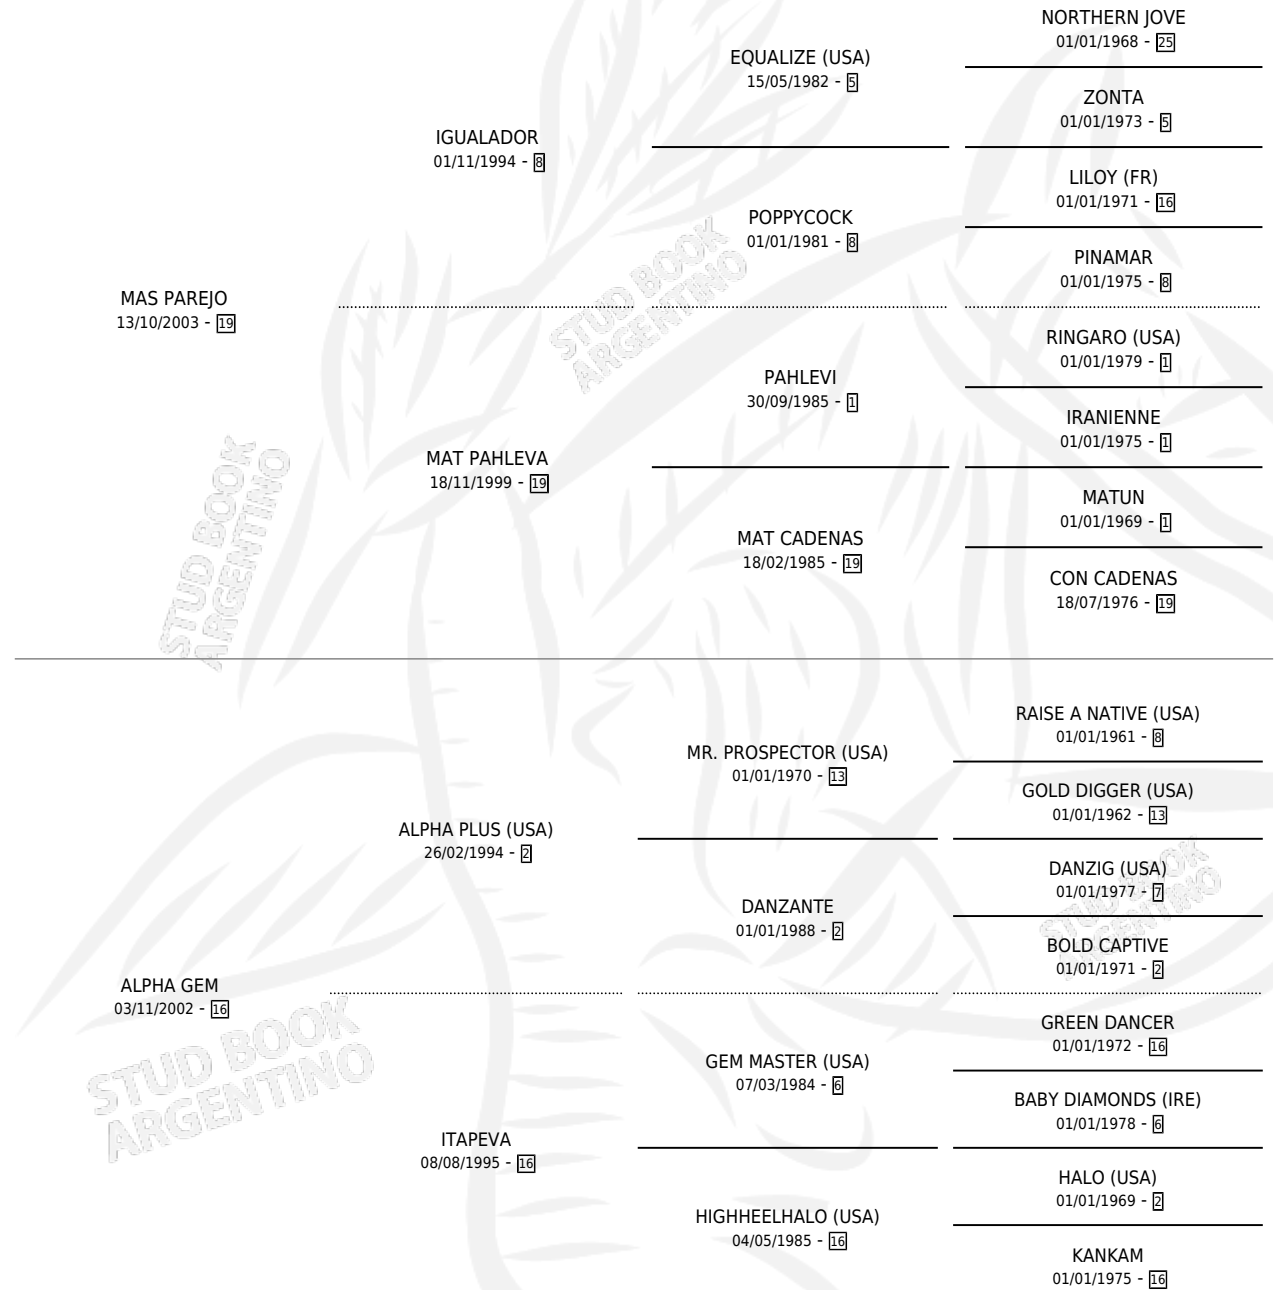 NORTHERN JOVE
01/01/1968 - 25
EQUALIZE (USA)
15/05/1982 - 5
ZONTA
01/01/1973 - 5
IGUALADOR
01/11/1994 - 8
LILOY (FR)
01/01/1971 - 16
POPPYCOCK
01/01/1981 - 8
PINAMAR
01/01/1975 - 8
MAS PAREJO
13/10/2003 - 19
RINGARO (USA)
01/01/1979 - 1
PAHLEVI
30/09/1985 - 1
IRANIENNE
01/01/1975 - 1
MAT PAHLEVA
18/11/1999 - 19
MATUN
01/01/1969 - 1
MAT CADENAS
18/02/1985 - 19
CON CADENAS
18/07/1976 - 19
RAISE A NATIVE (USA)
01/01/1961 - 8
MR. PROSPECTOR (USA)
01/01/1970 - 13
GOLD DIGGER (USA)
01/01/1962 - 13
ALPHA PLUS (USA)
26/02/1994 - 2
DANZIG (USA)
01/01/1977 - 7
DANZANTE
01/01/1988 - 2
BOLD CAPTIVE
01/01/1971 - 2
ALPHA GEM
03/11/2002 - 16
GREEN DANCER
01/01/1972 - 16
GEM MASTER (USA)
07/03/1984 - 6
BABY DIAMONDS (IRE)
01/01/1978 - 6
ITAPEVA
08/08/1995 - 16
HALO (USA)
01/01/1969 - 2
HIGHHEELHALO (USA)
04/05/1985 - 16
KANKAM
01/01/1975 - 16
STUD BOOK
ARGENTINO
STUD BOOK
ARGENTINO
STUD BOOK
ARGENTINO
STUD BOOK
ARGENTINO